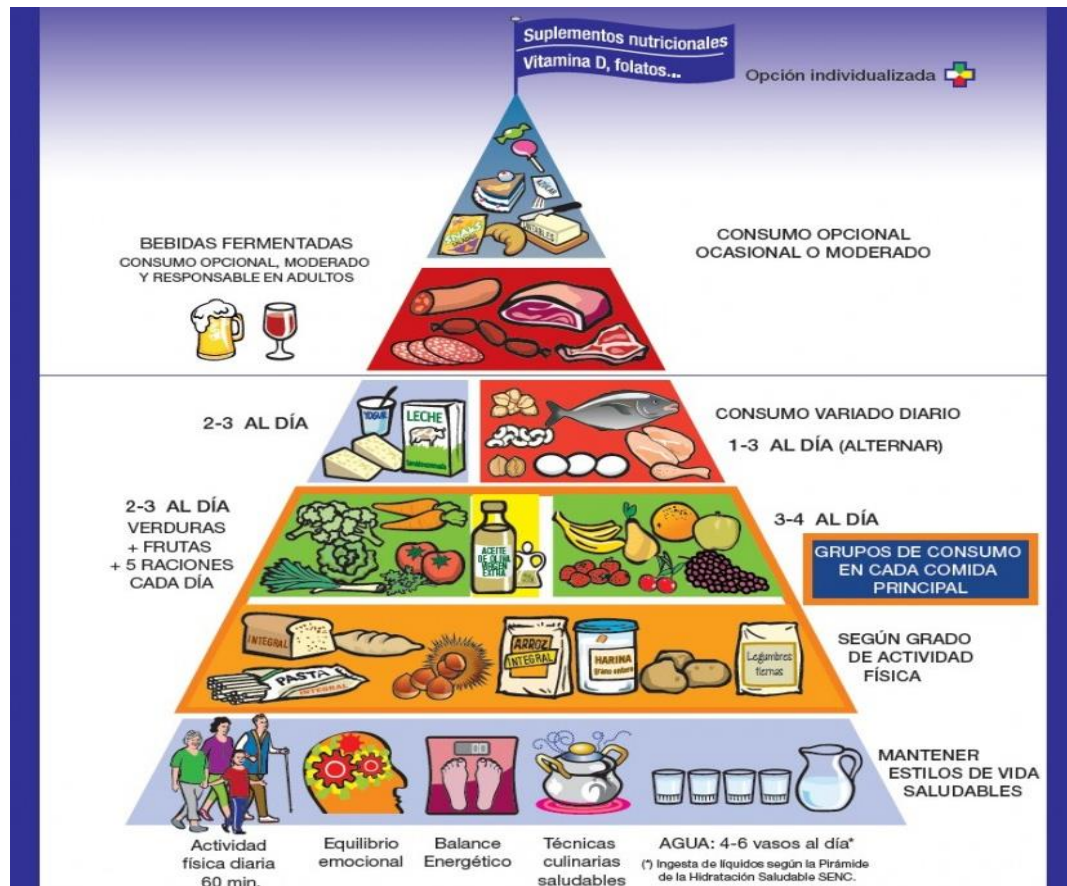 Suplementos nutricionales
Vitamina D, folatos...
Opción individualizada
AZÚCAR
SNAKS
UNTABLES
BEBIDAS FERMENTADAS
CONSUMO OPCIONAL, MODERADO
Y RESPONSABLE EN ADULTOS
CONSUMO OPCIONAL
OCASIONAL O MODERADO
2-3 AL DÍA
YOGUR
LECHE
CONSUMO VARIADO DIARIO
1-3 AL DÍA (ALTERNAR)
2-3 AL DÍA
VERDURAS
+ FRUTAS
+ 5 RACIONES
CADA DÍA
ACEITE
DE OLIVA
VIRGEN
EXTRA
3-4 AL DÍA
GRUPOS DE CONSUMO
EN CADA COMIDA
PRINCIPAL
INTEGRAL
PASTA
INTEGRAL
ARROZ
INTEGRAL
HARINA
grano entero
Legumbres
tiernas
SEGÚN GRADO
DE ACTIVIDAD
FÍSICA
MANTENER
ESTILOS DE VIDA
SALUDABLES
Actividad
física diaria
60 min.
Equilibrio
emocional
Balance
Energético
Técnicas
culinarias
saludables
AGUA: 4-6 vasos al día*
(*) Ingesta de líquidos según la Pirámide
de la Hidratación Saludable SENC.